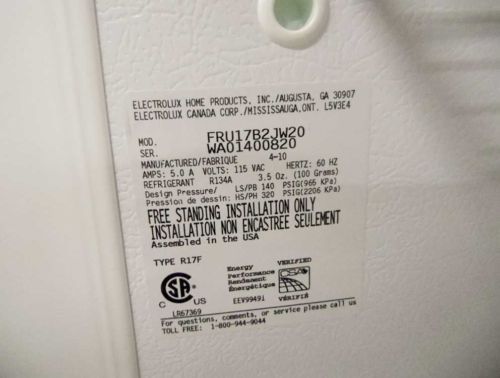 ELECTROLUX HOME PRODUCTS, INC./AUGUSTA, GA 30907
ELECTROLUX CANADA CORP./MISSISSAUGA,ONT. L5V3E4
MOD. FRU17B2JW20
SER. WA01400820
MANUFACTURED/FABRIQUE 4-10
AMPS: 5.0 A VOLTS: 115 VAC HERTZ: 60 HZ
REFRIGERANT R134A 3.5 Oz. (100 Grams)
Design Pressure/ LS/PB 140 PSIG(965 KPa)
Pression de dessin: HS/PH 320 PSIG(2206 KPa)
FREE STANDING INSTALLATION ONLY
INSTALLATION NON ENCASTREE SEULEMENT
Assembled in the USA
TYPE R17F
Energy VERIFIED
Performance
Rendement
Énergétique
EEV9949i VÉRIFIÉ
C SA US
LR67369
For questions, comments, or service please call us
TOLL FREE: 1-800-944-9044